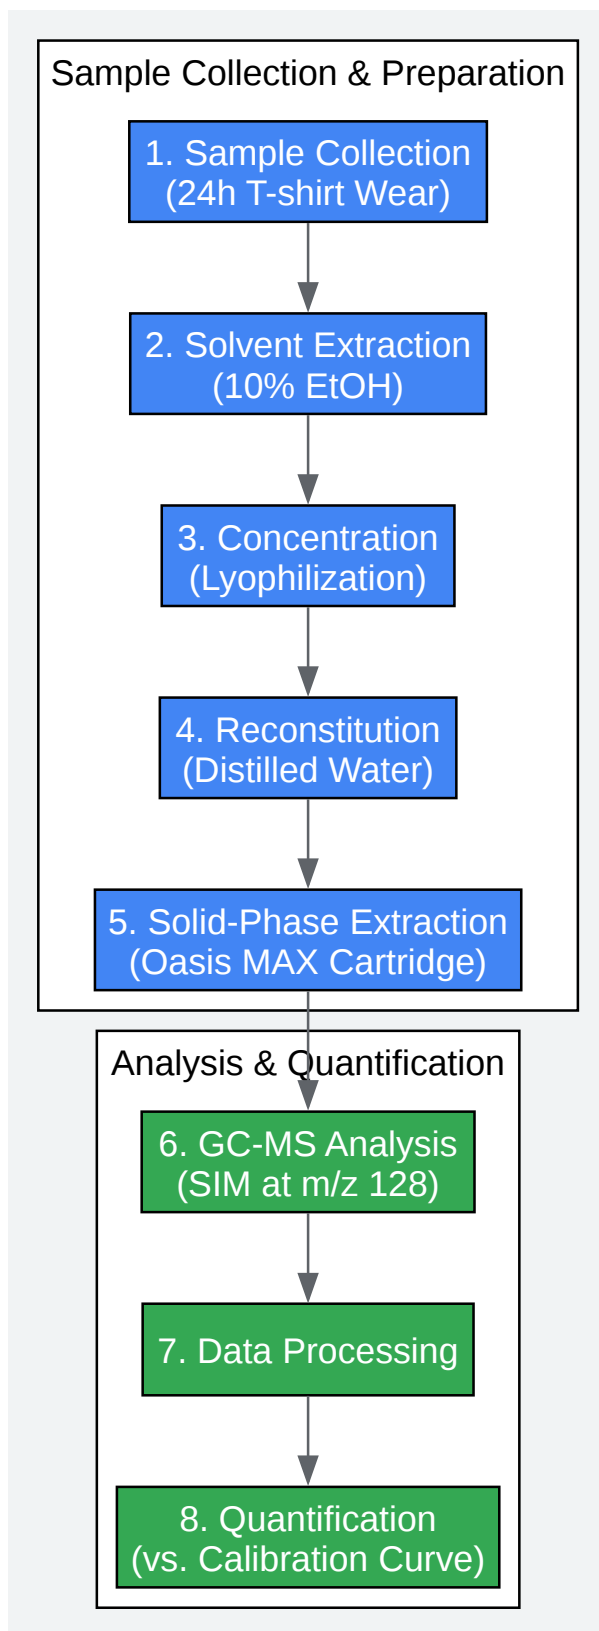 Sample Collection & Preparation
1. Sample Collection
(24h T-shirt Wear)
2. Solvent Extraction
(10% EtOH)
3. Concentration
(Lyophilization)
4. Reconstitution
(Distilled Water)
5. Solid-Phase Extraction
(Oasis MAX Cartridge)
Analysis & Quantification
6. GC-MS Analysis
(SIM at m/z 128)
7. Data Processing
8. Quantification
(vs. Calibration Curve)